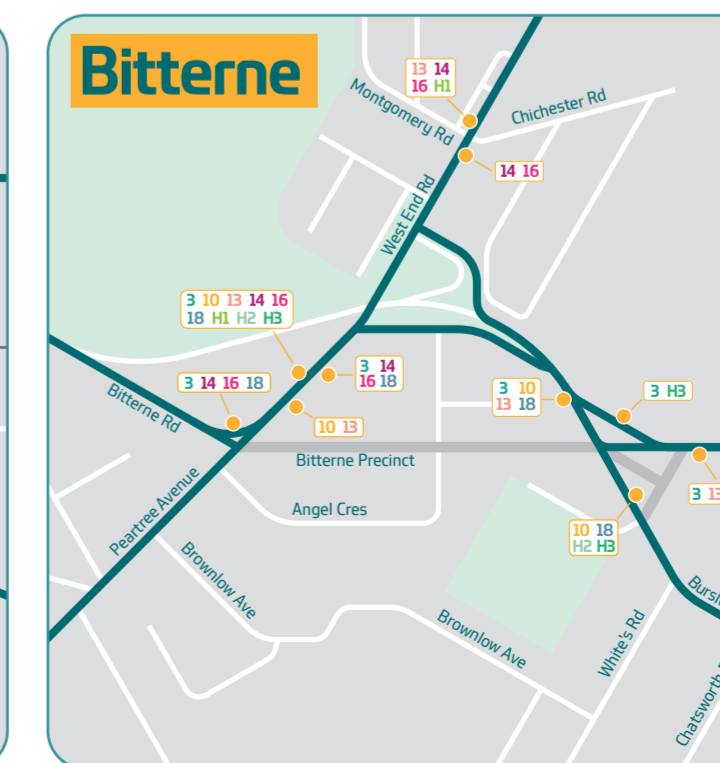 Bitterne
13 14
16 H1
Montgomery Rd
Chichester Rd
14 16
West End Rd
3 10 13 14 16
18 H1 H2 H3
3 14 16 18
3 14
16 18
10 13
3 10
13 18
3 H3
Bitterne Rd
Bitterne Precinct
3 13
Peartree Avenue
Angel Cres
10 18
H2 H3
Brownlow Ave
Brownlow Ave
White's Rd